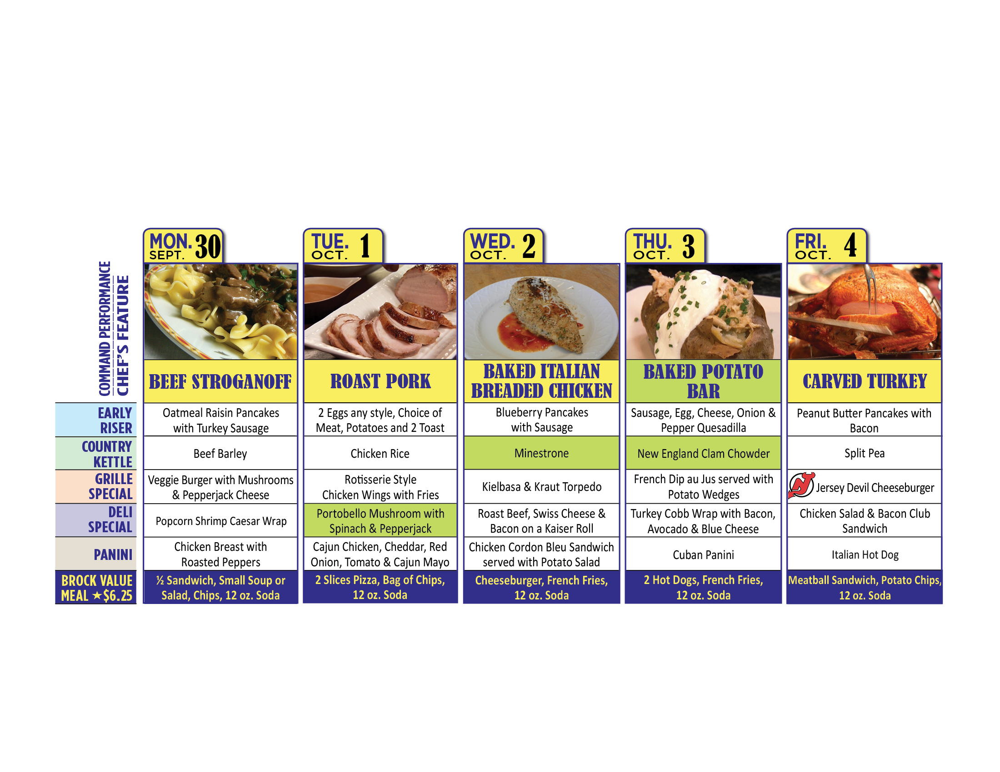 MON. 30
SEPT.
TUE. 1
OCT.
WED. 2
OCT.
THU. 3
OCT.
FRI. 4
OCT.
COMMAND PERFORMANCE
CHEF'S FEATURE
BEEF STROGANOFF
ROAST PORK
BAKED ITALIAN
BREADED CHICKEN
BAKED POTATO
BAR
CARVED TURKEY
EARLY
RISER
Oatmeal Raisin Pancakes
with Turkey Sausage
2 Eggs any style, Choice of
Meat, Potatoes and 2 Toast
Blueberry Pancakes
with Sausage
Sausage, Egg, Cheese, Onion &
Pepper Quesadilla
Peanut Butter Pancakes with
Bacon
COUNTRY
KETTLE
Beef Barley
Chicken Rice
Minestrone
New England Clam Chowder
Split Pea
GRILLE
SPECIAL
Veggie Burger with Mushrooms
& Pepperjack Cheese
Rotisserie Style
Chicken Wings with Fries
Kielbasa & Kraut Torpedo
French Dip au Jus served with
Potato Wedges
NJ
Jersey Devil Cheeseburger
DELI
SPECIAL
Popcorn Shrimp Caesar Wrap
Portobello Mushroom with
Spinach & Pepperjack
Roast Beef, Swiss Cheese &
Bacon on a Kaiser Roll
Turkey Cobb Wrap with Bacon,
Avocado & Blue Cheese
Chicken Salad & Bacon Club
Sandwich
PANINI
Chicken Breast with
Roasted Peppers
Cajun Chicken, Cheddar, Red
Onion, Tomato & Cajun Mayo
Chicken Cordon Bleu Sandwich
served with Potato Salad
Cuban Panini
Italian Hot Dog
BROCK VALUE
MEAL ★$6.25
½ Sandwich, Small Soup or
Salad, Chips, 12 oz. Soda
2 Slices Pizza, Bag of Chips,
12 oz. Soda
Cheeseburger, French Fries,
12 oz. Soda
2 Hot Dogs, French Fries,
12 oz. Soda
Meatball Sandwich, Potato Chips,
12 oz. Soda